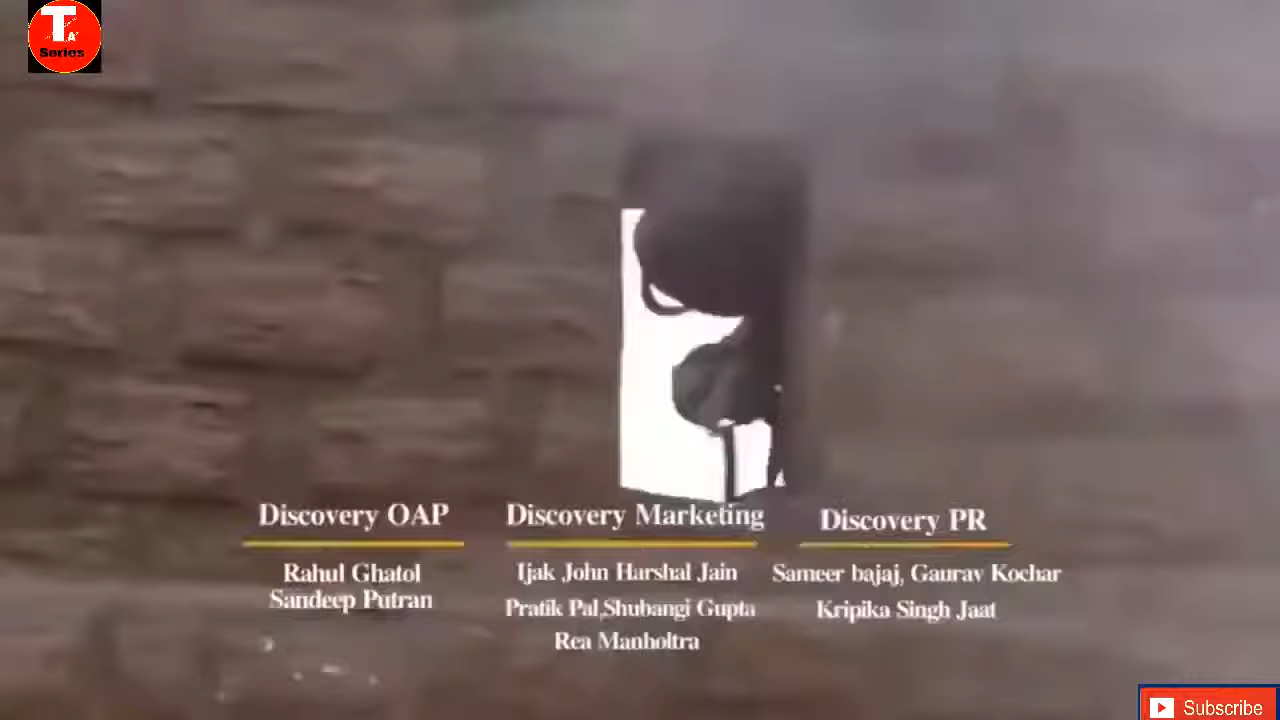 T
A
Series
Discovery OAP
Discovery Marketing
Discovery PR
Rahul Ghatol
Sandeep Putran
Ijak John Harshal Jain
Pratik Pal,Shubangi Gupta
Rea Manholtra
Sameer bajaj, Gaurav Kochar
Kripika Singh Jaat
Subscribe